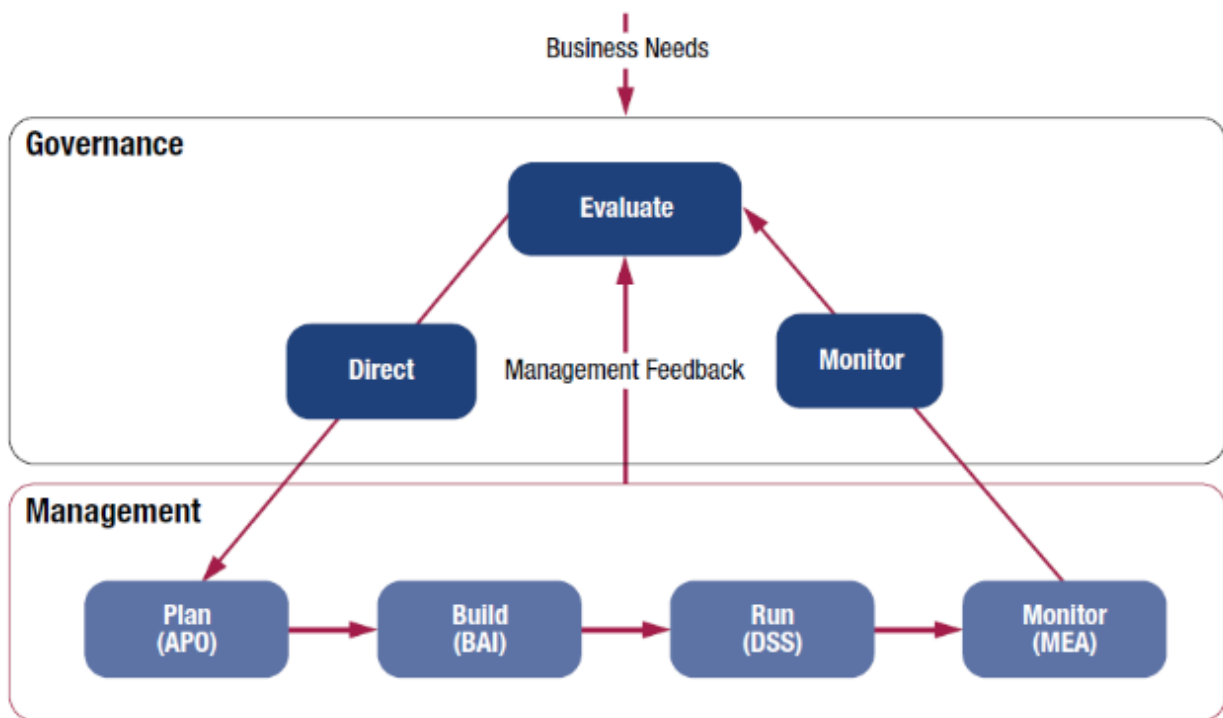 Business Needs
Governance
Evaluate
Direct
Management Feedback
Monitor
Management
Plan
(APO)
Build
(BAI)
Run
(DSS)
Monitor
(MEA)